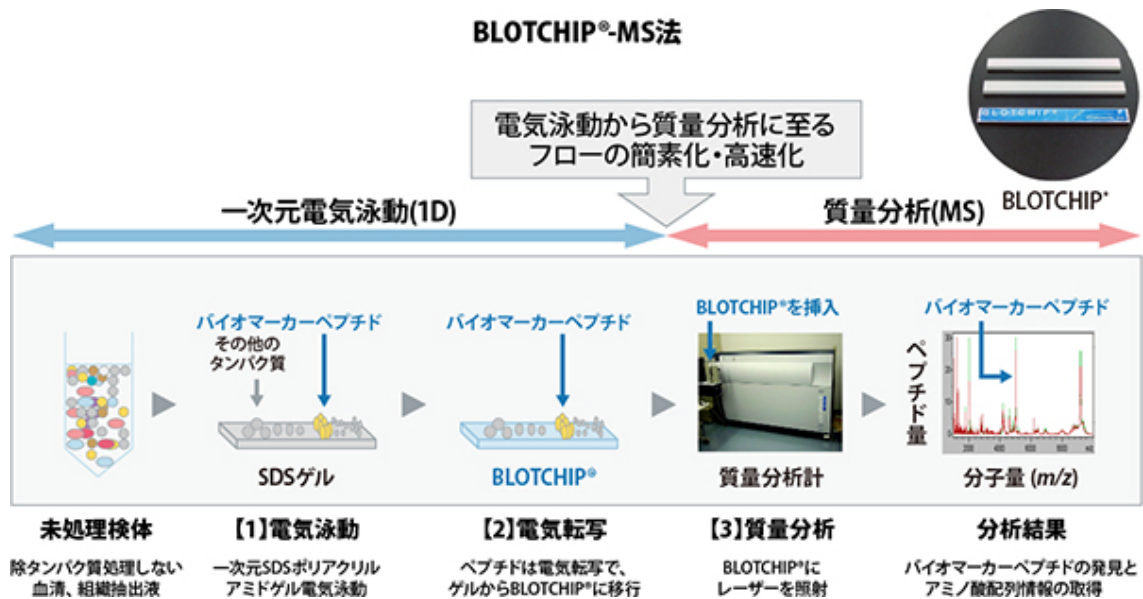 BLOTCHIP®-MS法
電気泳動から質量分析に至る
フローの簡素化・高速化
BLOTCHIP®
BLOTCHIP*
一次元電気泳動(1D)
質量分析(MS)
バイオマーカーペプチド
その他の
タンパク質
SDSゲル
バイオマーカーペプチド
BLOTCHIP®
BLOTCHIP®を挿入
質量分析計
バイオマーカーペプチド
ペプチド量
分子量 (m/z)
未処理検体
除タンパク質処理しない
血清、組織抽出液
【1】電気泳動
一次元SDSポリアクリル
アミドゲル電気泳動
【2】電気転写
ペプチドは電気転写で、
ゲルからBLOTCHIP®に移行
【3】質量分析
BLOTCHIP®に
レーザーを照射
分析結果
バイオマーカーペプチドの発見と
アミノ酸配列情報の取得